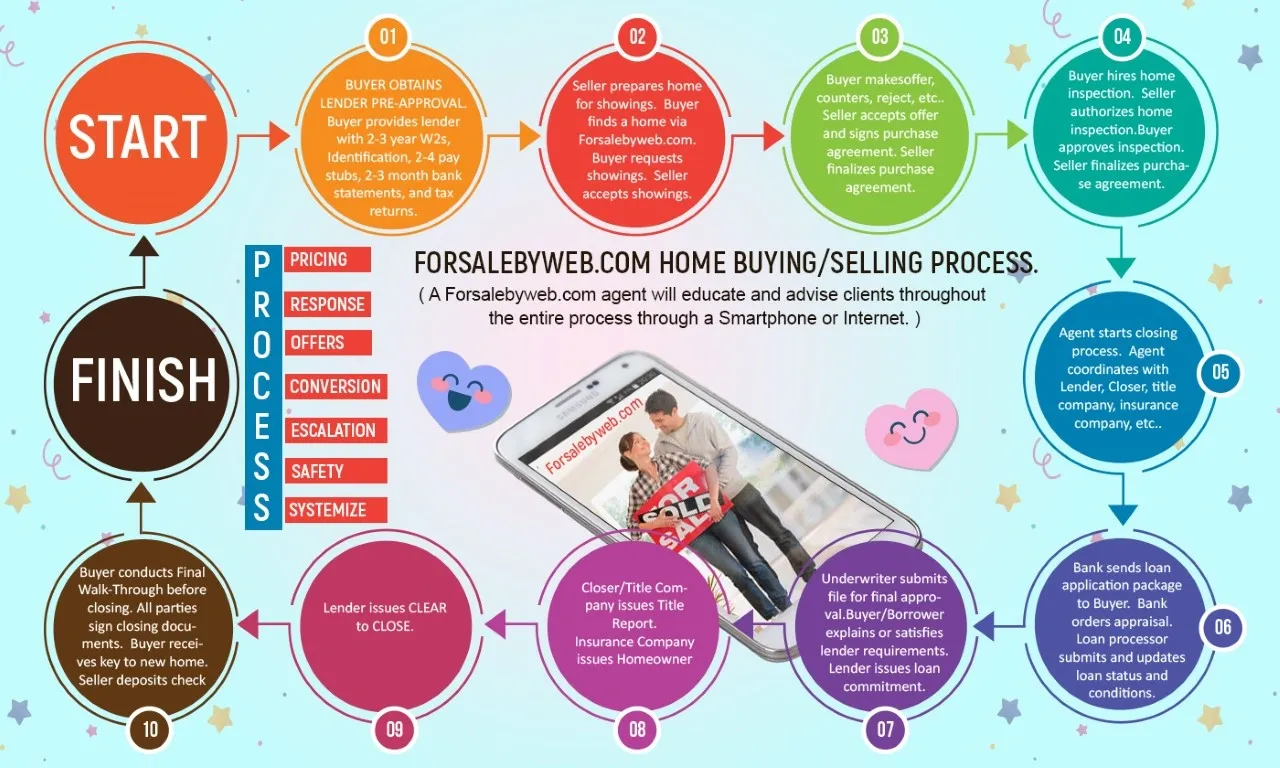 START
01
BUYER OBTAINS
LENDER PRE-APPROVAL.
Buyer provides lender
with 2-3 year W2s,
Identification, 2-4 pay
stubs, 2-3 month bank
statements, and tax
returns.
02
Seller prepares home
for showings. Buyer
finds a home via
Forsalebyweb.com.
Buyer requests
showings. Seller
accepts showings.
03
Buyer makesoffer,
counters, reject, etc..
Seller accepts offer
and signs purchase
agreement. Seller
finalizes purchase
agreement.
04
Buyer hires home
inspection. Seller
authorizes home
inspection.Buyer
approves inspection.
Seller finalizes purcha-
se agreement.
FORSALEBYWEB.COM HOME BUYING/SELLING PROCESS.
( A Forsalebyweb.com agent will educate and advise clients throughout
the entire process through a Smartphone or Internet. )
PROCESS
PRICING
RESPONSE
OFFERS
CONVERSION
ESCALATION
SAFETY
SYSTEMIZE
SAMSUNG
Forsalebyweb.com
FOR
SOLD
SALE
05
Agent starts closing
process. Agent
coordinates with
Lender, Closer, title
company, insurance
company, etc..
06
Bank sends loan
application package
to Buyer. Bank
orders appraisal.
Loan processor
submits and updates
loan status and
conditions.
07
Underwriter submits
file for final appro-
val.Buyer/Borrower
explains or satisfies
lender requirements.
Lender issues loan
commitment.
08
Closer/Title Com-
pany issues Title
Report.
Insurance Company
issues Homeowner
09
Lender issues CLEAR
to CLOSE.
10
Buyer conducts Final
Walk-Through before
closing. All parties
sign closing docu-
ments. Buyer recei-
ves key to new home.
Seller deposits check
FINISH